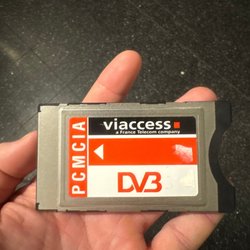 PCMCIA
viaccess
a France Telecom company
DVB